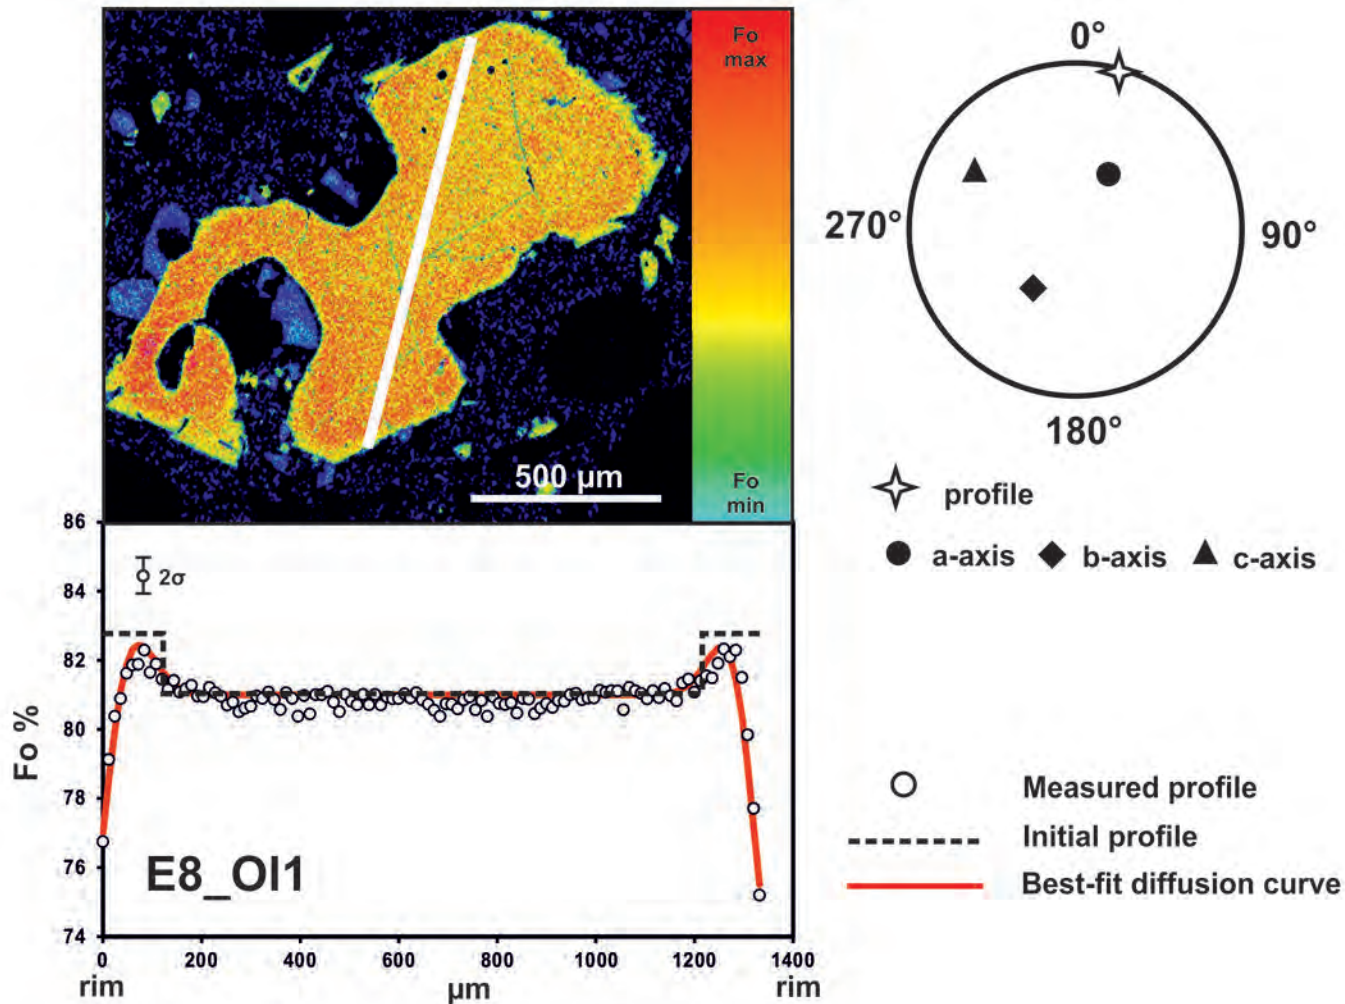 Fo
max
Fo
min
500 µm
0°
90°
180°
270°
profile
a-axis
b-axis
c-axis
86
84
82
80
78
76
74
Fo %
2σ
E8_Ol1
0
200
400
600
800
1000
1200
1400
rim
µm
rim
Measured profile
Initial profile
Best-fit diffusion curve